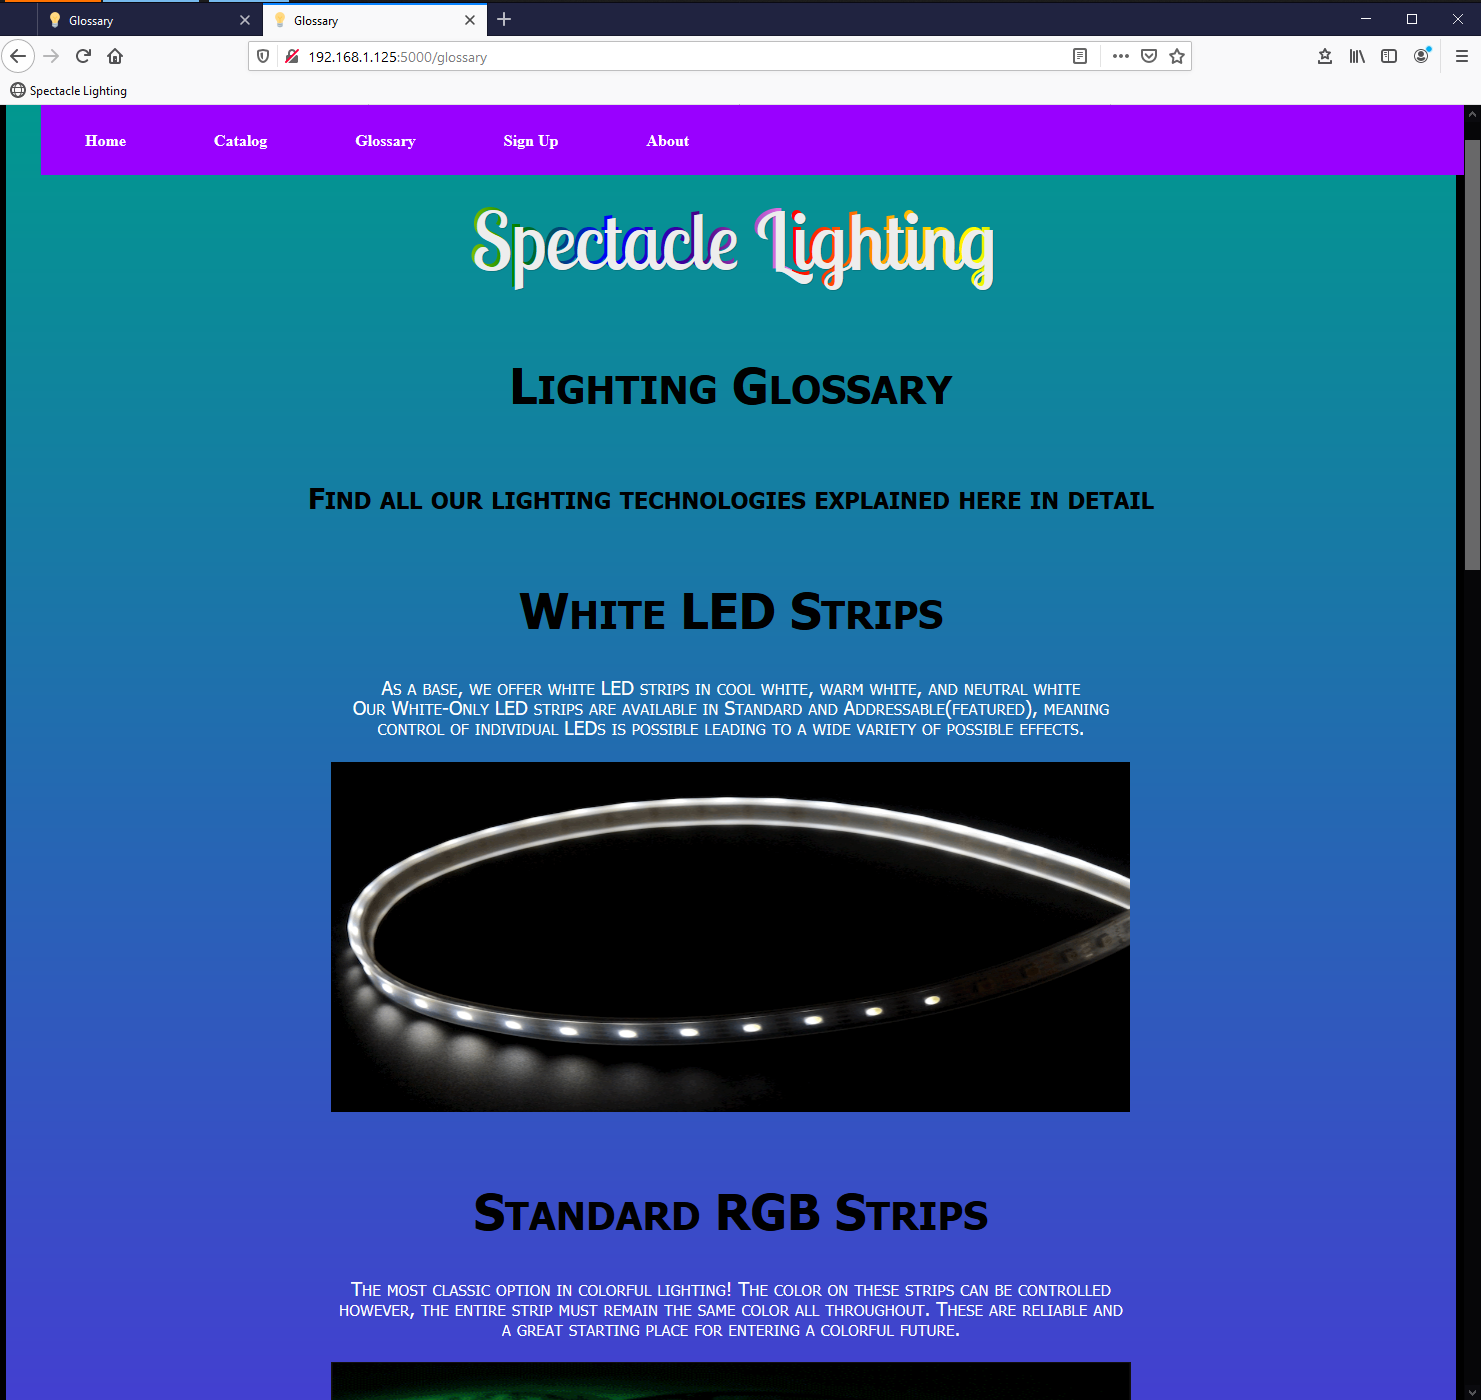 Glossary
Glossary
192.168.1.125:5000/glossary
Spectacle Lighting
Home Catalog Glossary Sign Up About
Spectacle Lighting
Lighting Glossary
Find all our lighting technologies explained here in detail
White LED Strips
As a base, we offer white LED strips in cool white, warm white, and neutral white
Our White-Only LED strips are available in Standard and Addressable(featured), meaning
control of individual LEDs is possible leading to a wide variety of possible effects.
Standard RGB Strips
The most classic option in colorful lighting! The color on these strips can be controlled
however, the entire strip must remain the same color all throughout. These are reliable and
a great starting place for entering a colorful future.